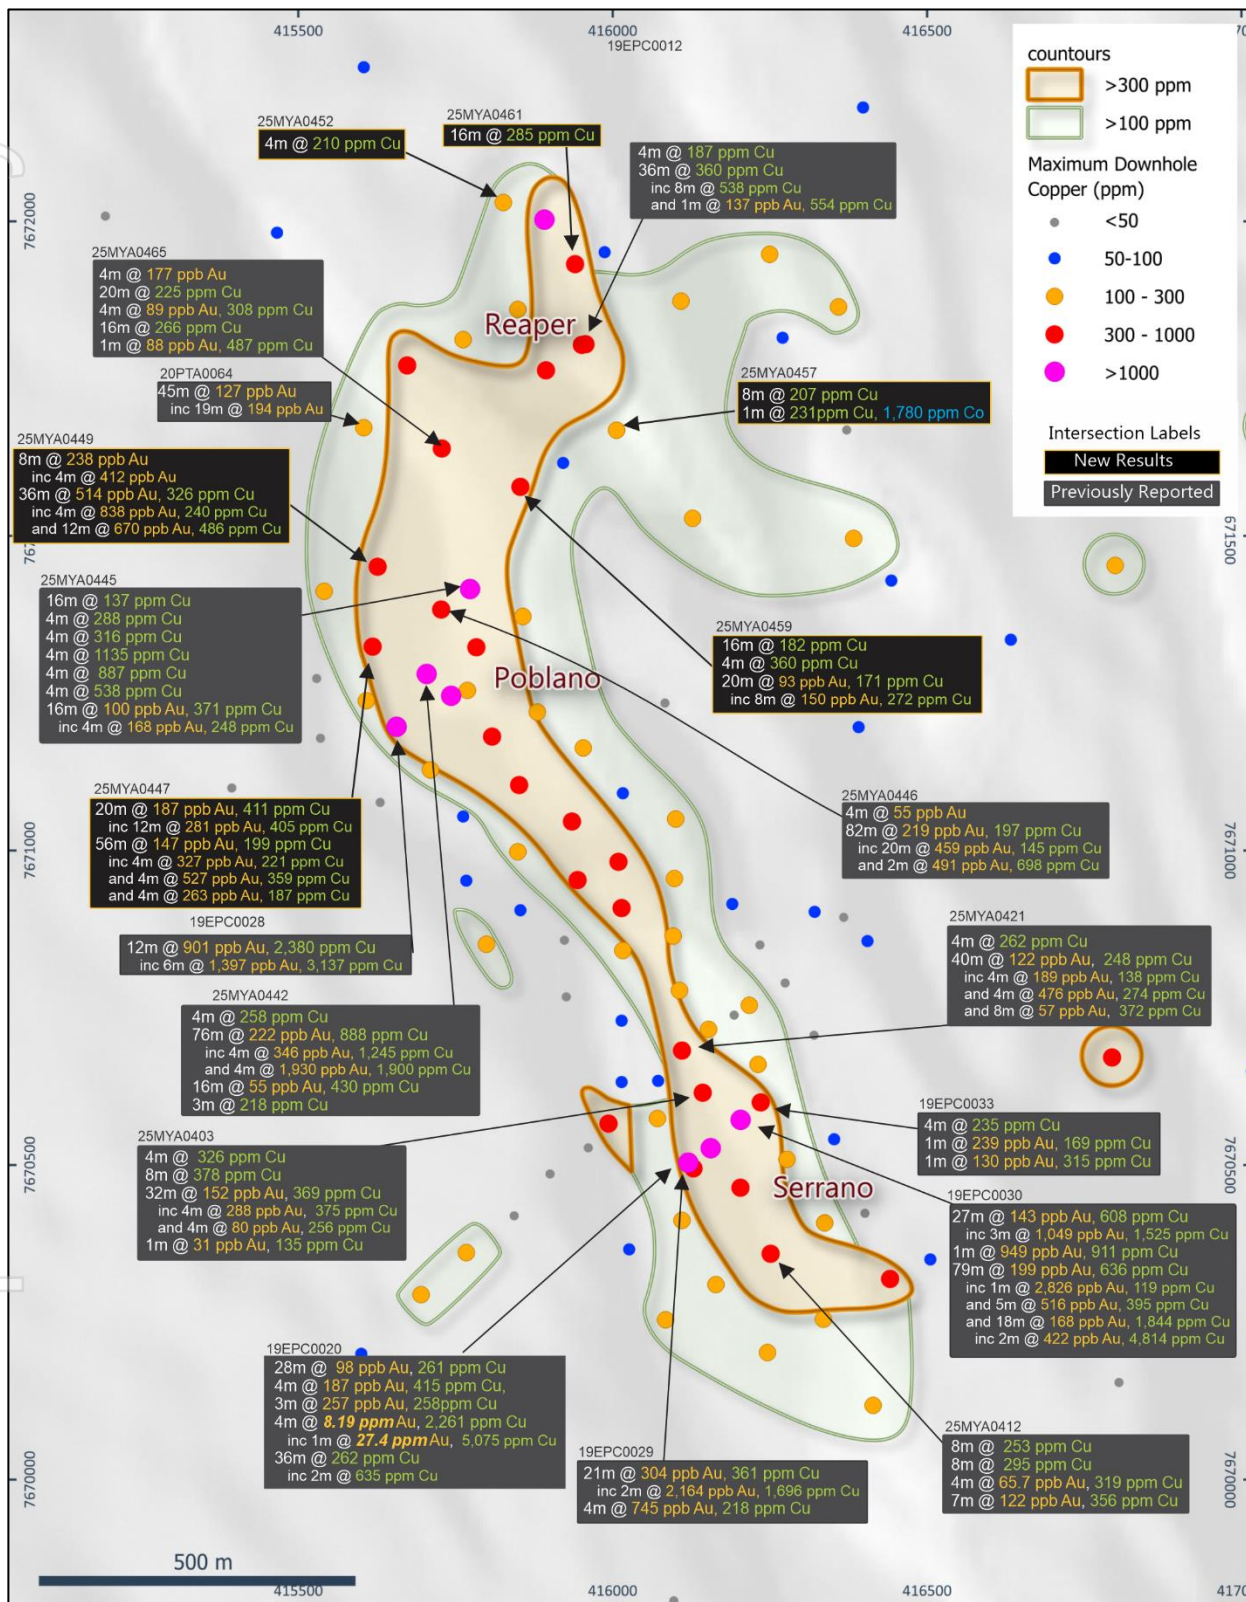 415500
416000
416500
417
19EPC0012
countours
>300 ppm
>100 ppm
Maximum Downhole
Copper (ppm)
<50
50-100
100 - 300
300 - 1000
>1000
Intersection Labels
New Results
Previously Reported
25MYA0452
4m @ 210 ppm Cu
25MYA0461
16m @ 285 ppm Cu
4m @ 187 ppm Cu
36m @ 360 ppm Cu
inc 8m @ 538 ppm Cu
and 1m @ 137 ppb Au, 554 ppm Cu
7672000
7672000
25MYA0465
4m @ 177 ppb Au
20m @ 225 ppm Cu
4m @ 89 ppb Au, 308 ppm Cu
16m @ 266 ppm Cu
1m @ 88 ppb Au, 487 ppm Cu
Reaper
20PTA0064
45m @ 127 ppb Au
inc 19m @ 194 ppb Au
25MYA0457
8m @ 207 ppm Cu
1m @ 231ppm Cu, 1,780 ppm Co
25MYA0449
8m @ 238 ppb Au
inc 4m @ 412 ppb Au
36m @ 514 ppb Au, 326 ppm Cu
inc 4m @ 838 ppb Au, 240 ppm Cu
and 12m @ 670 ppb Au, 486 ppm Cu
671500
25MYA0445
16m @ 137 ppm Cu
4m @ 288 ppm Cu
4m @ 316 ppm Cu
4m @ 1135 ppm Cu
4m @ 887 ppm Cu
4m @ 538 ppm Cu
16m @ 100 ppb Au, 371 ppm Cu
inc 4m @ 168 ppb Au, 248 ppm Cu
Poblano
25MYA0459
16m @ 182 ppm Cu
4m @ 360 ppm Cu
20m @ 93 ppb Au, 171 ppm Cu
inc 8m @ 150 ppb Au, 272 ppm Cu
25MYA0447
20m @ 187 ppb Au, 411 ppm Cu
inc 12m @ 281 ppb Au, 405 ppm Cu
56m @ 147 ppb Au, 199 ppm Cu
inc 4m @ 327 ppb Au, 221 ppm Cu
and 4m @ 527 ppb Au, 359 ppm Cu
and 4m @ 263 ppb Au, 187 ppm Cu
25MYA0446
4m @ 55 ppb Au
82m @ 219 ppb Au, 197 ppm Cu
inc 20m @ 459 ppb Au, 145 ppm Cu
and 2m @ 491 ppb Au, 698 ppm Cu
7671000
7671000
19EPC0028
12m @ 901 ppb Au, 2,380 ppm Cu
inc 6m @ 1,397 ppb Au, 3,137 ppm Cu
25MYA0421
4m @ 262 ppm Cu
40m @ 122 ppb Au, 248 ppm Cu
inc 4m @ 189 ppb Au, 138 ppm Cu
and 4m @ 476 ppb Au, 274 ppm Cu
and 8m @ 57 ppb Au, 372 ppm Cu
25MYA0442
4m @ 258 ppm Cu
76m @ 222 ppb Au, 888 ppm Cu
inc 4m @ 346 ppb Au, 1,245 ppm Cu
and 4m @ 1,930 ppb Au, 1,900 ppm Cu
16m @ 55 ppb Au, 430 ppm Cu
3m @ 218 ppm Cu
19EPC0033
4m @ 235 ppm Cu
1m @ 239 ppb Au, 169 ppm Cu
1m @ 130 ppb Au, 315 ppm Cu
25MYA0403
4m @ 326 ppm Cu
8m @ 378 ppm Cu
32m @ 152 ppb Au, 369 ppm Cu
inc 4m @ 288 ppb Au, 375 ppm Cu
and 4m @ 80 ppb Au, 256 ppm Cu
1m @ 31 ppb Au, 135 ppm Cu
7670500
7670500
Serrano
19EPC0030
27m @ 143 ppb Au, 608 ppm Cu
inc 3m @ 1,049 ppb Au, 1,525 ppm Cu
1m @ 949 ppb Au, 911 ppm Cu
79m @ 199 ppb Au, 636 ppm Cu
inc 1m @ 2,826 ppb Au, 119 ppm Cu
and 5m @ 516 ppb Au, 395 ppm Cu
and 18m @ 168 ppb Au, 1,844 ppm Cu
inc 2m @ 422 ppb Au, 4,814 ppm Cu
19EPC0020
28m @ 98 ppb Au, 261 ppm Cu
4m @ 187 ppb Au, 415 ppm Cu,
3m @ 257 ppb Au, 258ppm Cu
4m @ 8.19 ppm Au, 2,261 ppm Cu
inc 1m @ 27.4 ppm Au, 5,075 ppm Cu
36m @ 262 ppm Cu
inc 2m @ 635 ppm Cu
19EPC0029
21m @ 304 ppb Au, 361 ppm Cu
inc 2m @ 2,164 ppb Au, 1,696 ppm Cu
4m @ 745 ppb Au, 218 ppm Cu
25MYA0412
8m @ 253 ppm Cu
8m @ 295 ppm Cu
4m @ 65.7 ppb Au, 319 ppm Cu
7m @ 122 ppb Au, 356 ppm Cu
7670000
7670000
500 m
415500
416000
416500
4170